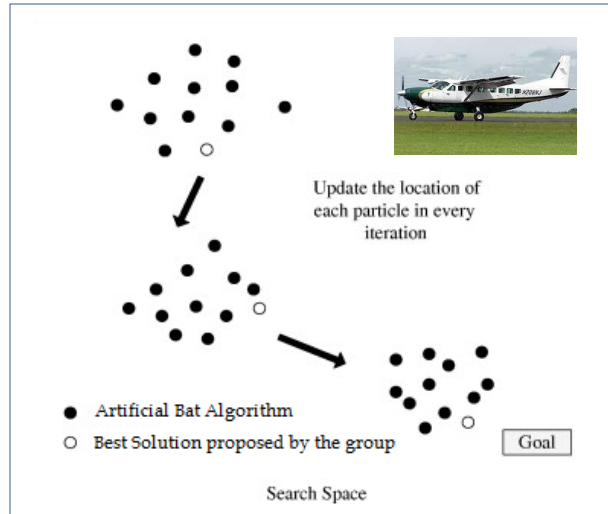 Update the location of
each particle in every
iteration
Artificial Bat Algorithm
Best Solution proposed by the group
Goal
Search Space